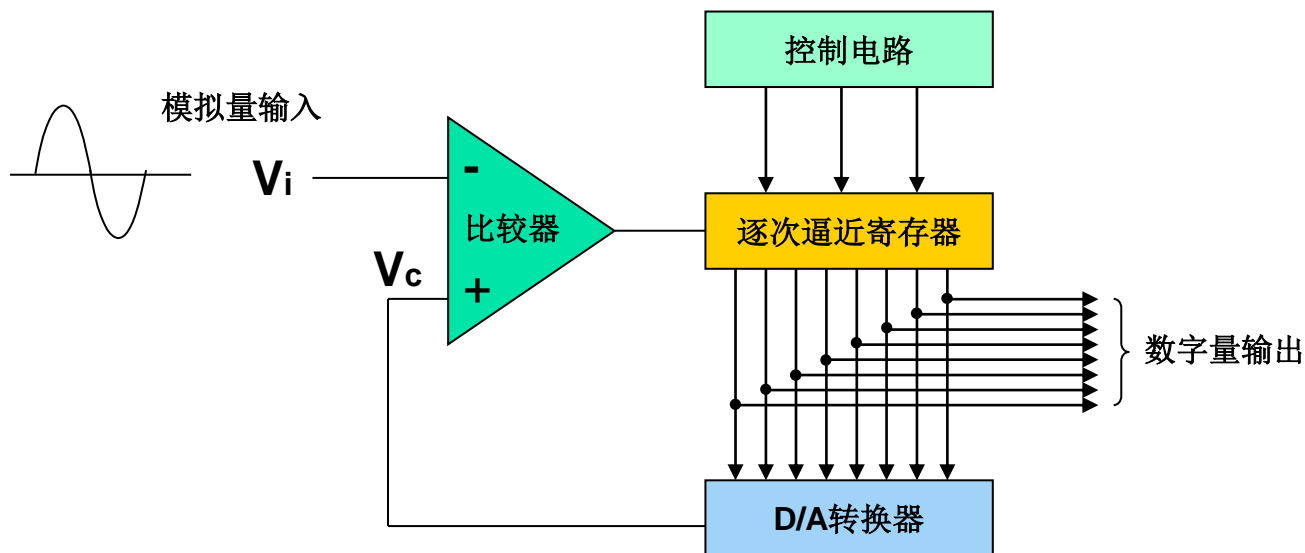 控制电路
模拟量输入
Vi
-
比较器
逐次逼近寄存器
Vc
+
数字量输出
D/A转换器